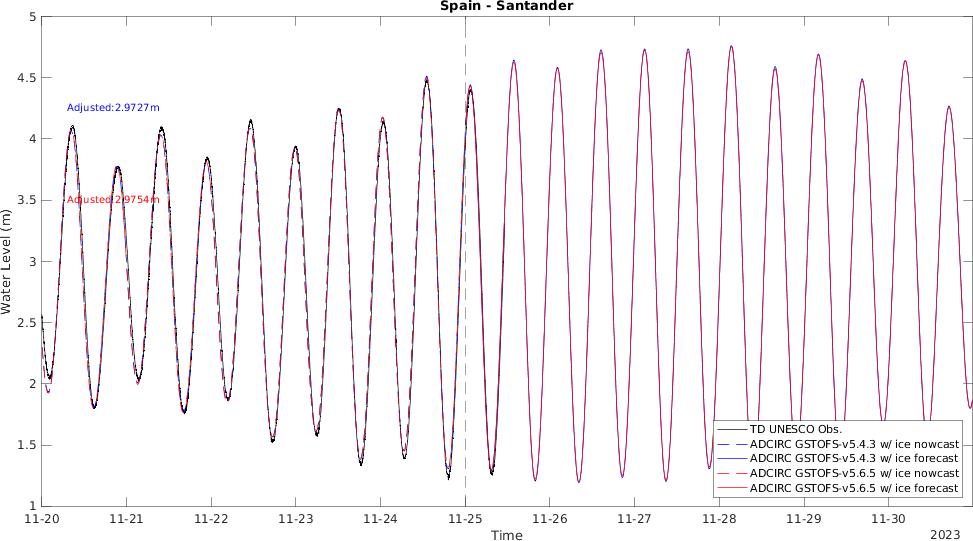 Spain - Santander
5
4.5
4
3.5
3
2.5
2
1.5
1
Water Level (m)
Adjusted:2.9727m
Adjusted:2.9754m
TD UNESCO Obs.
ADCIRC GSTOFS-v5.4.3 w/ ice nowcast
ADCIRC GSTOFS-v5.4.3 w/ ice forecast
ADCIRC GSTOFS-v5.6.5 w/ ice nowcast
ADCIRC GSTOFS-v5.6.5 w/ ice forecast
11-20 11-21 11-22 11-23 11-24 11-25 11-26 11-27 11-28 11-29 11-30
Time
2023